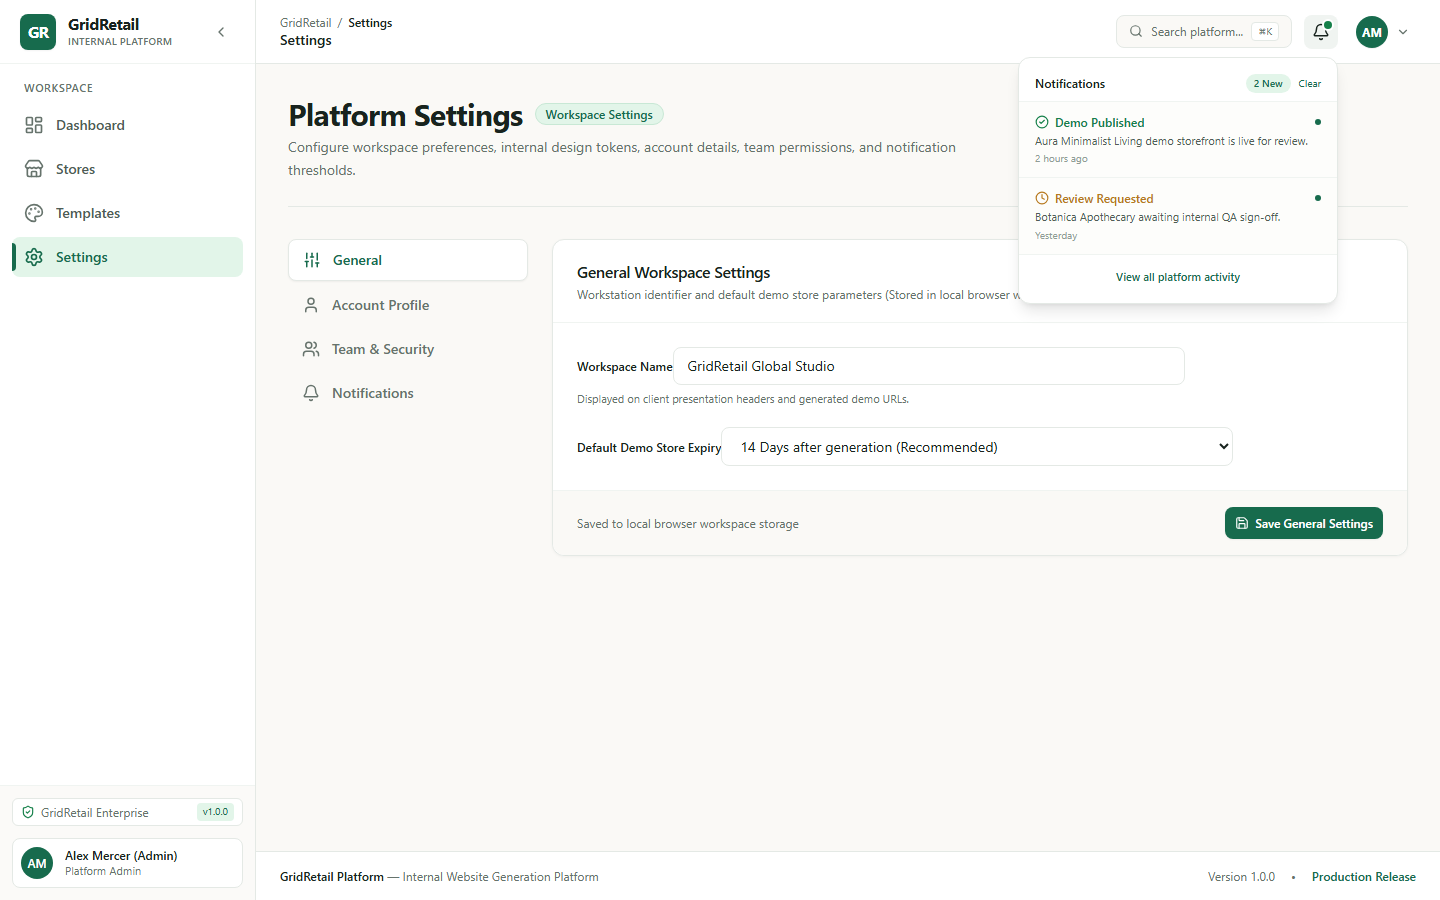 GR
GridRetail
INTERNAL PLATFORM
WORKSPACE
Dashboard
Stores
Templates
Settings
GridRetail Enterprise
v1.0.0
AM
Alex Mercer (Admin)
Platform Admin
GridRetail / Settings
Settings
Search platform...
⌘K
AM
Platform Settings
Workspace Settings
Configure workspace preferences, internal design tokens, account details, team permissions, and notification
thresholds.
Notifications
2 New
Clear
Demo Published
Aura Minimalist Living demo storefront is live for review.
2 hours ago
Review Requested
Botanica Apothecary awaiting internal QA sign-off.
Yesterday
View all platform activity
General
Account Profile
Team & Security
Notifications
General Workspace Settings
Workstation identifier and default demo store parameters (Stored in local browser
Workspace Name
GridRetail Global Studio
Displayed on client presentation headers and generated demo URLs.
Default Demo Store Expiry
14 Days after generation (Recommended)
Saved to local browser workspace storage
Save General Settings
GridRetail Platform — Internal Website Generation Platform
Version 1.0.0 • Production Release